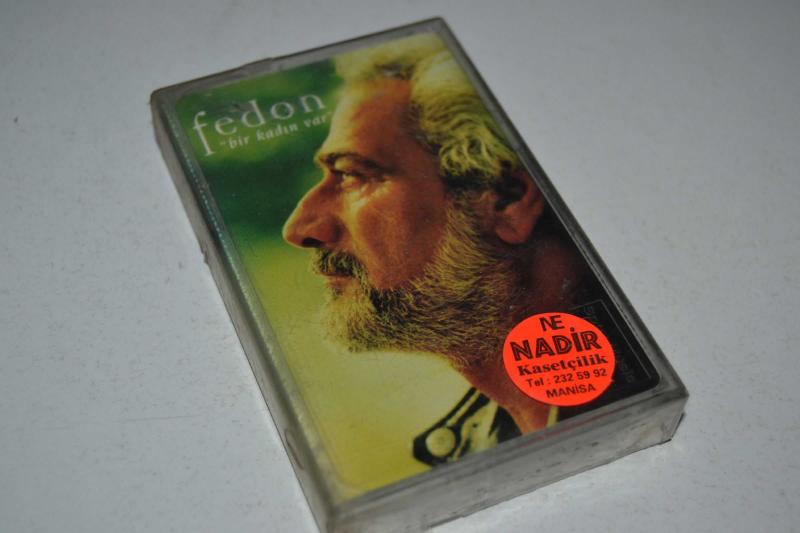 fedon
"bir kadın var"
NE
NADİR
Kasetçilik
Tel : 232 59 92
MANİSA